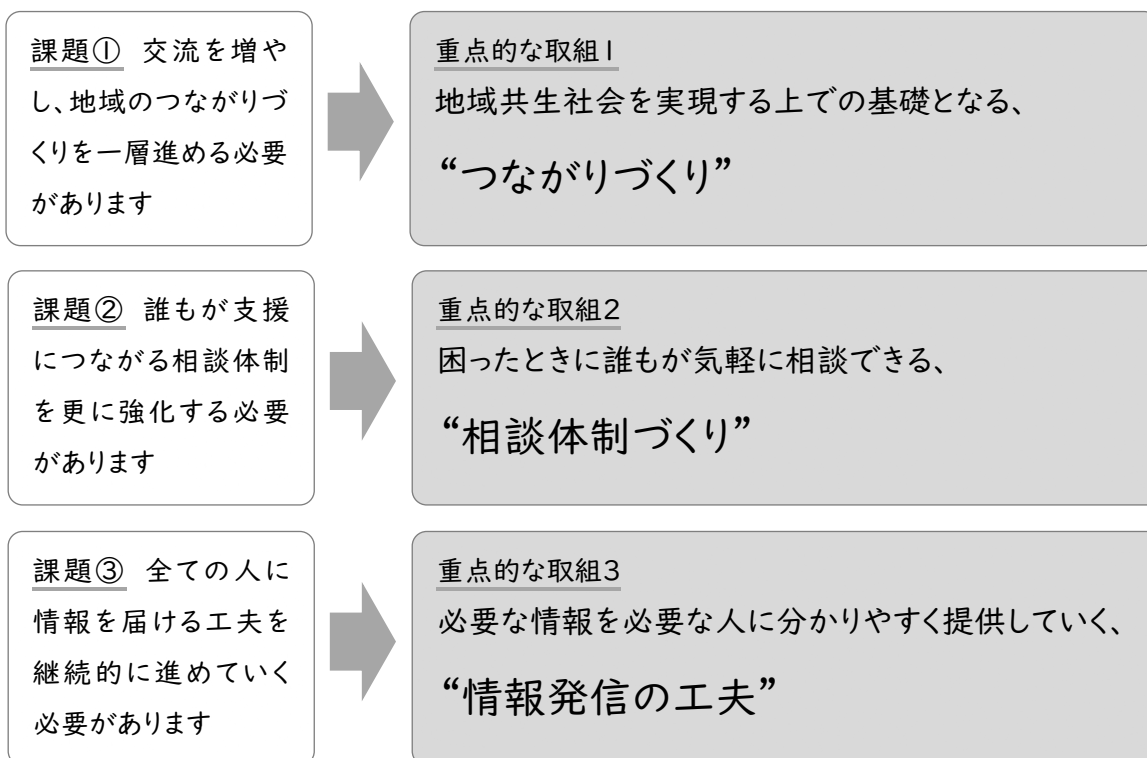 課題① 交流を増や
し、地域のつながりづ
くりを一層進める必要
があります
重点的な取組1
地域共生社会を実現する上での基礎となる、
“つながりづくり”
課題② 誰もが支援
につながる相談体制
を更に強化する必要
があります
重点的な取組2
困ったときに誰もが気軽に相談できる、
“相談体制づくり”
課題③ 全ての人に
情報を届ける工夫を
継続的に進めていく
必要があります
重点的な取組3
必要な情報を必要な人に分かりやすく提供していく、
“情報発信の工夫”